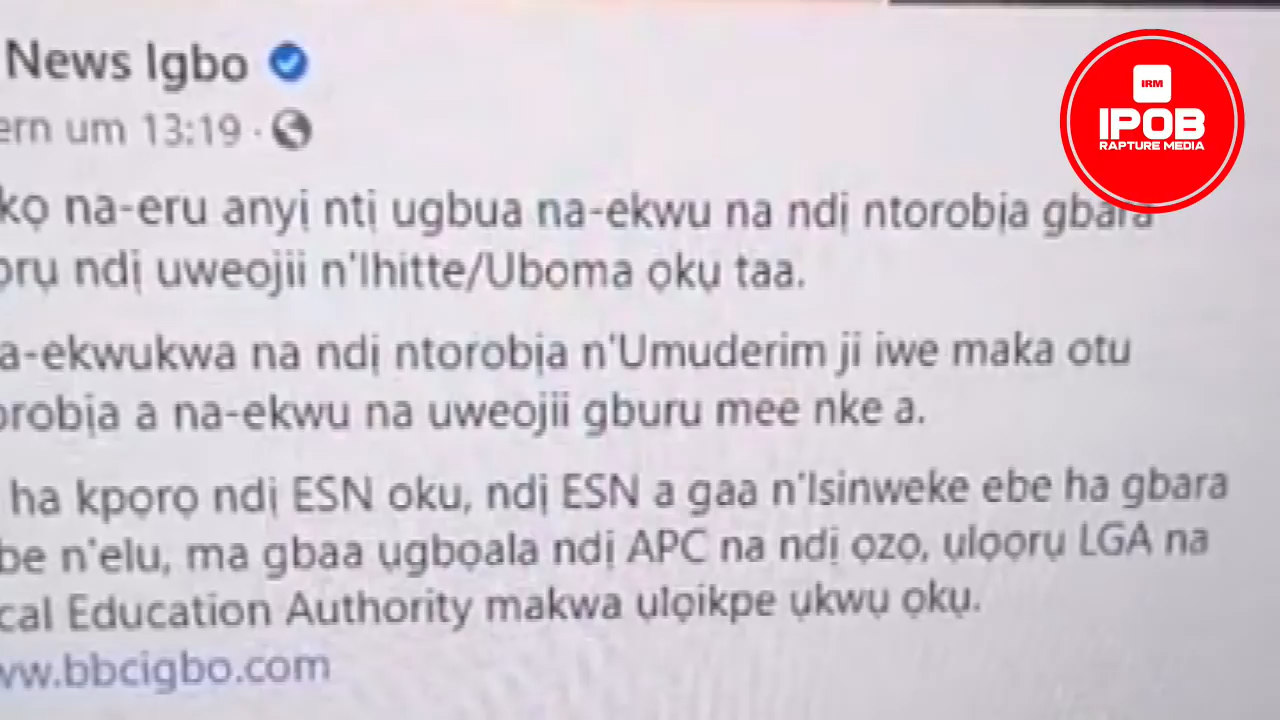 News Igbo
ern um 13:19 ·
IRM
IPOB
RAPTURE MEDIA
kọ na-eru anyị ntị ugbua na-ekwu na ndị ntorobịa gbara
ọrụ ndị uweojii n'Ihitte/Uboma ọkụ taa.
a-ekwukwa na ndị ntorobịa n'Umuderim ji iwe maka otu
orobịa a na-ekwu na uweojii gburu mee nke a.
ha kpọrọ ndị ESN oku, ndị ESN a gaa n'Isinweke ebe ha gbara
be n'elu, ma gbaa ụgbọala ndị APC na ndị ọzọ, ụlọọrụ LGA na
cal Education Authority makwa ụlọikpe ụkwụ ọkụ.
ww.bbcigbo.com